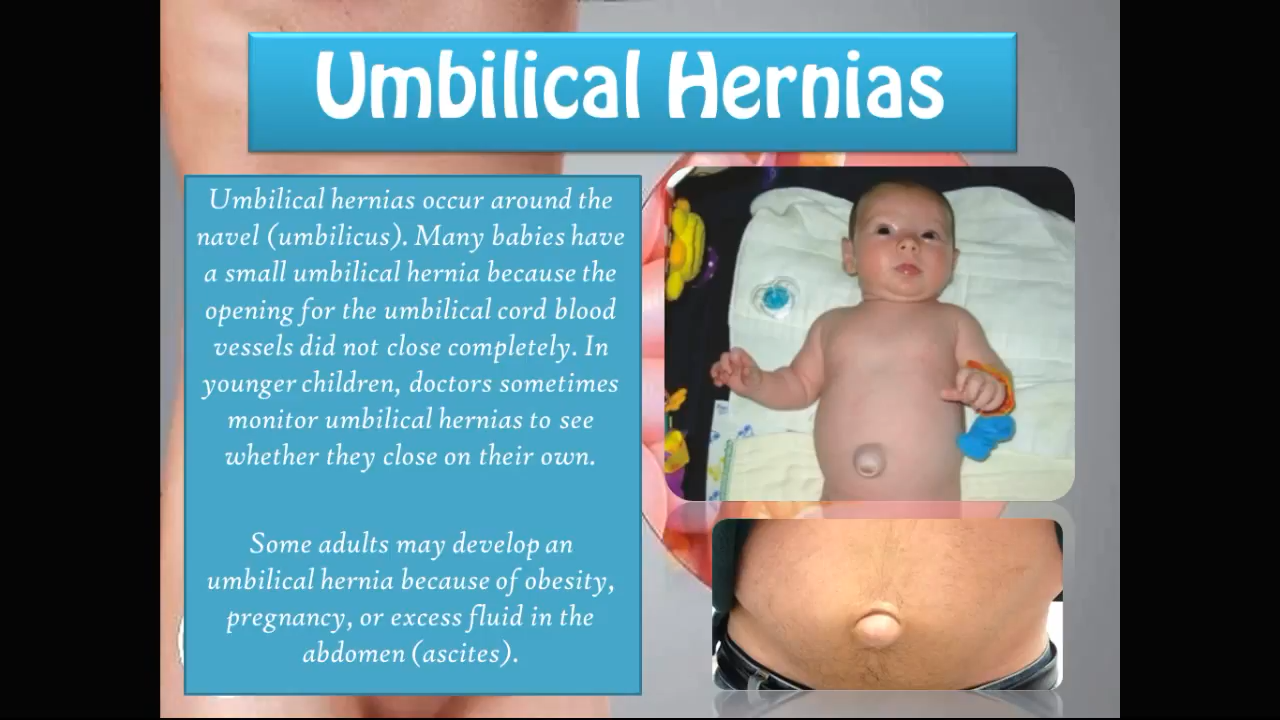 Umbilical Hernias
Umbilical hernias occur around the
navel (umbilicus). Many babies have
a small umbilical hernia because the
opening for the umbilical cord blood
vessels did not close completely. In
younger children, doctors sometimes
monitor umbilical hernias to see
whether they close on their own.
Some adults may develop an
umbilical hernia because of obesity,
pregnancy, or excess fluid in the
abdomen (ascites).